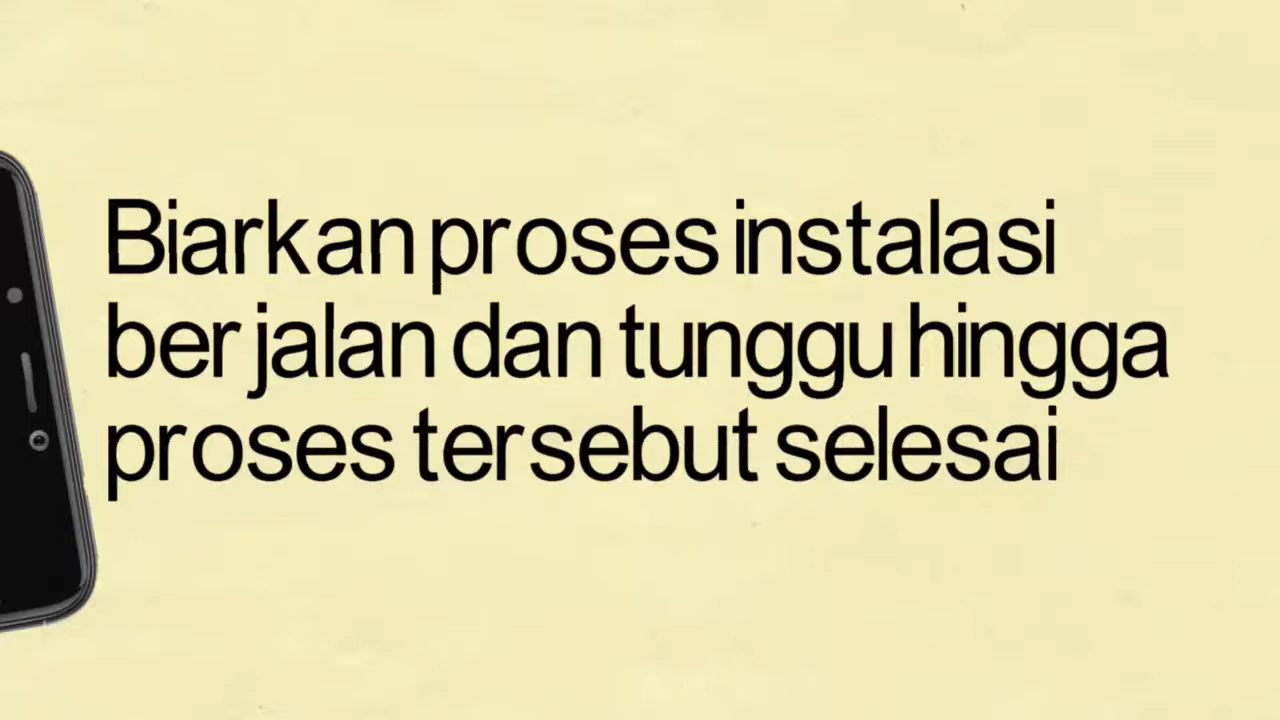 Biarkan proses instalasi
berjalan dan tunggu hingga
proses tersebut selesai